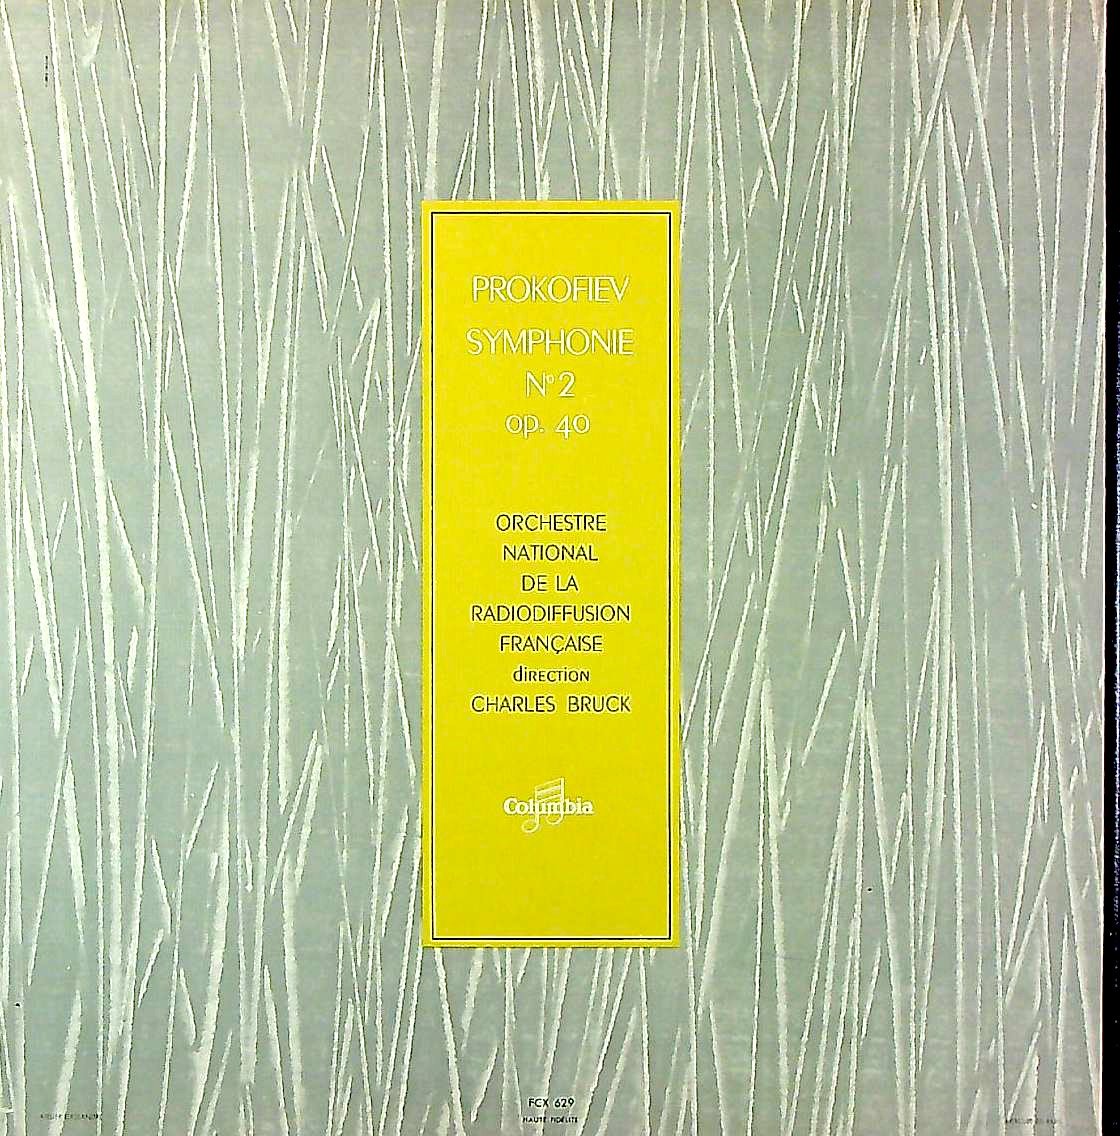 PROKOFIEV
SYMPHONIE
Nº 2
op. 40
ORCHESTRE
NATIONAL
DE LA
RADIODIFFUSION
FRANÇAISE
direction
CHARLES BRUCK
Columbia
FCX 629
HAUTE FIDÉLITÉ